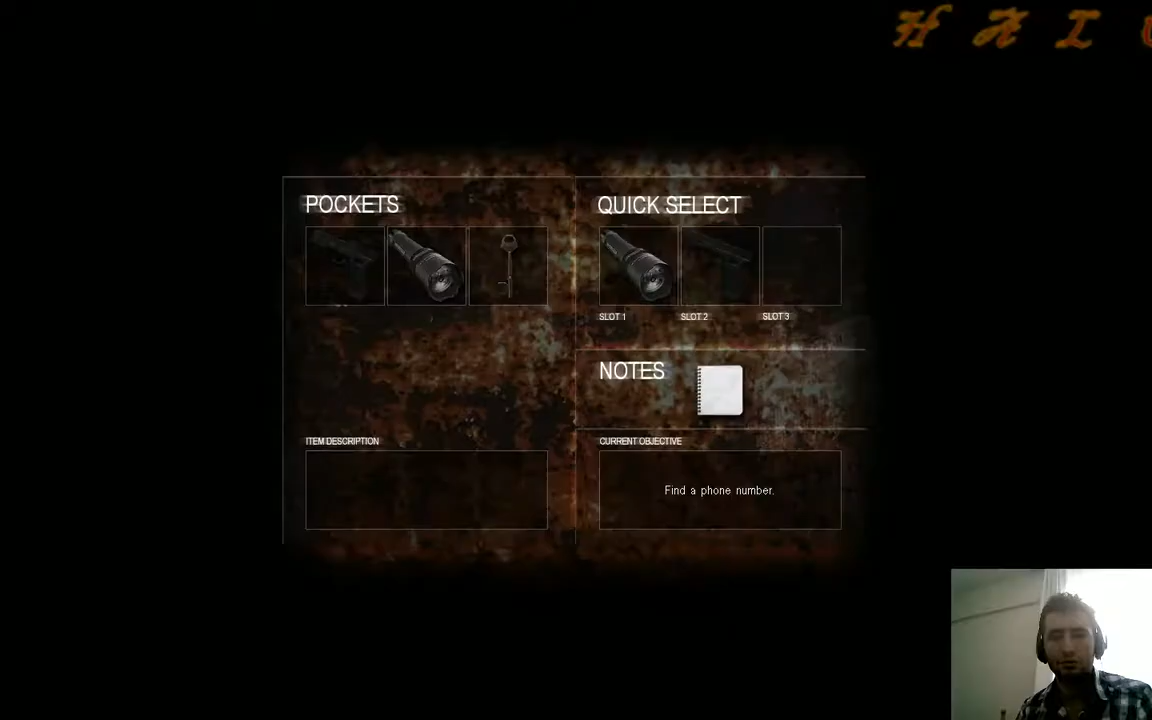 H A I
POCKETS
QUICK SELECT
SLOT 1
SLOT 2
SLOT 3
NOTES
ITEM DESCRIPTION
CURRENT OBJECTIVE
Find a phone number.